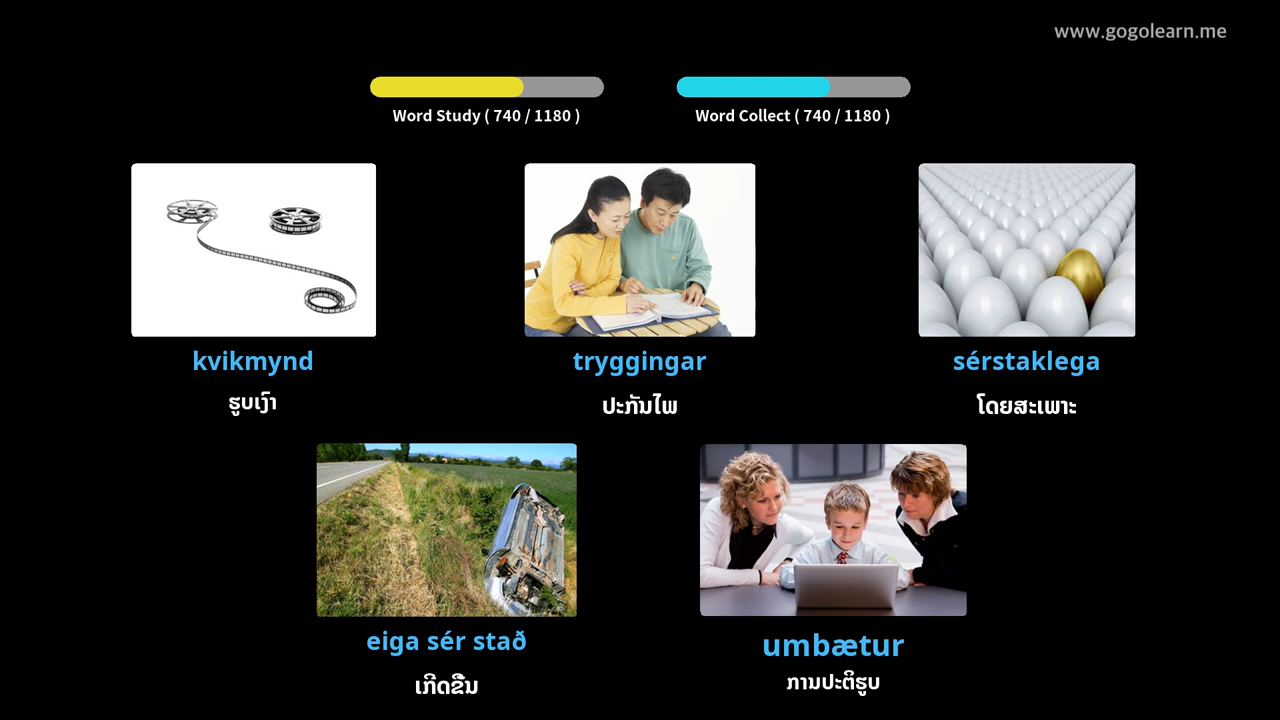 www.gogolearn.me
Word Study ( 740 / 1180 )
Word Collect ( 740 / 1180 )
kvikmynd
ຮູບເງົາ
tryggingar
ປະກັນໄພ
sérstaklega
ໂດຍສະເພາະ
eiga sér stað
ເກີດຂື້ນ
umbætur
ການປະຕິຮູບ